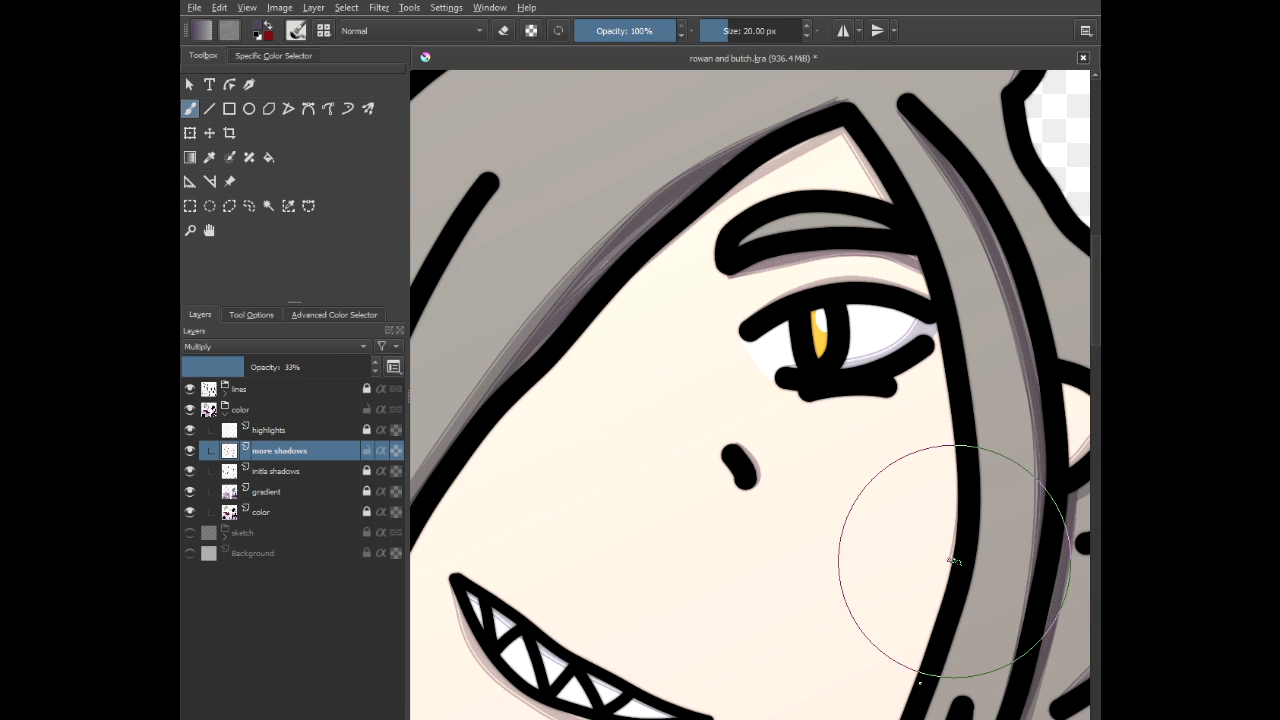 File Edit View Image Layer Select Filter Tools Settings Window Help
Normal Opacity: 100% Size: 20.00 px
Toolbox Specific Color Selector
rowan and butch.kra (936.4 MiB) *
Layers Tool Options Advanced Color Selector
Layers
Multiply
Opacity: 33%
lines
color
highlights
more shadows
initla shadows
gradient
color
sketch
Background